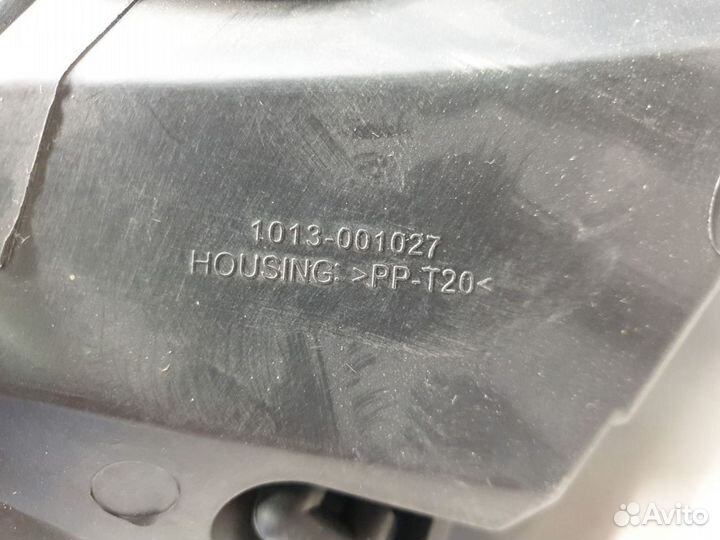 1013-001027
HOUSING: >PP-T20<
Avito